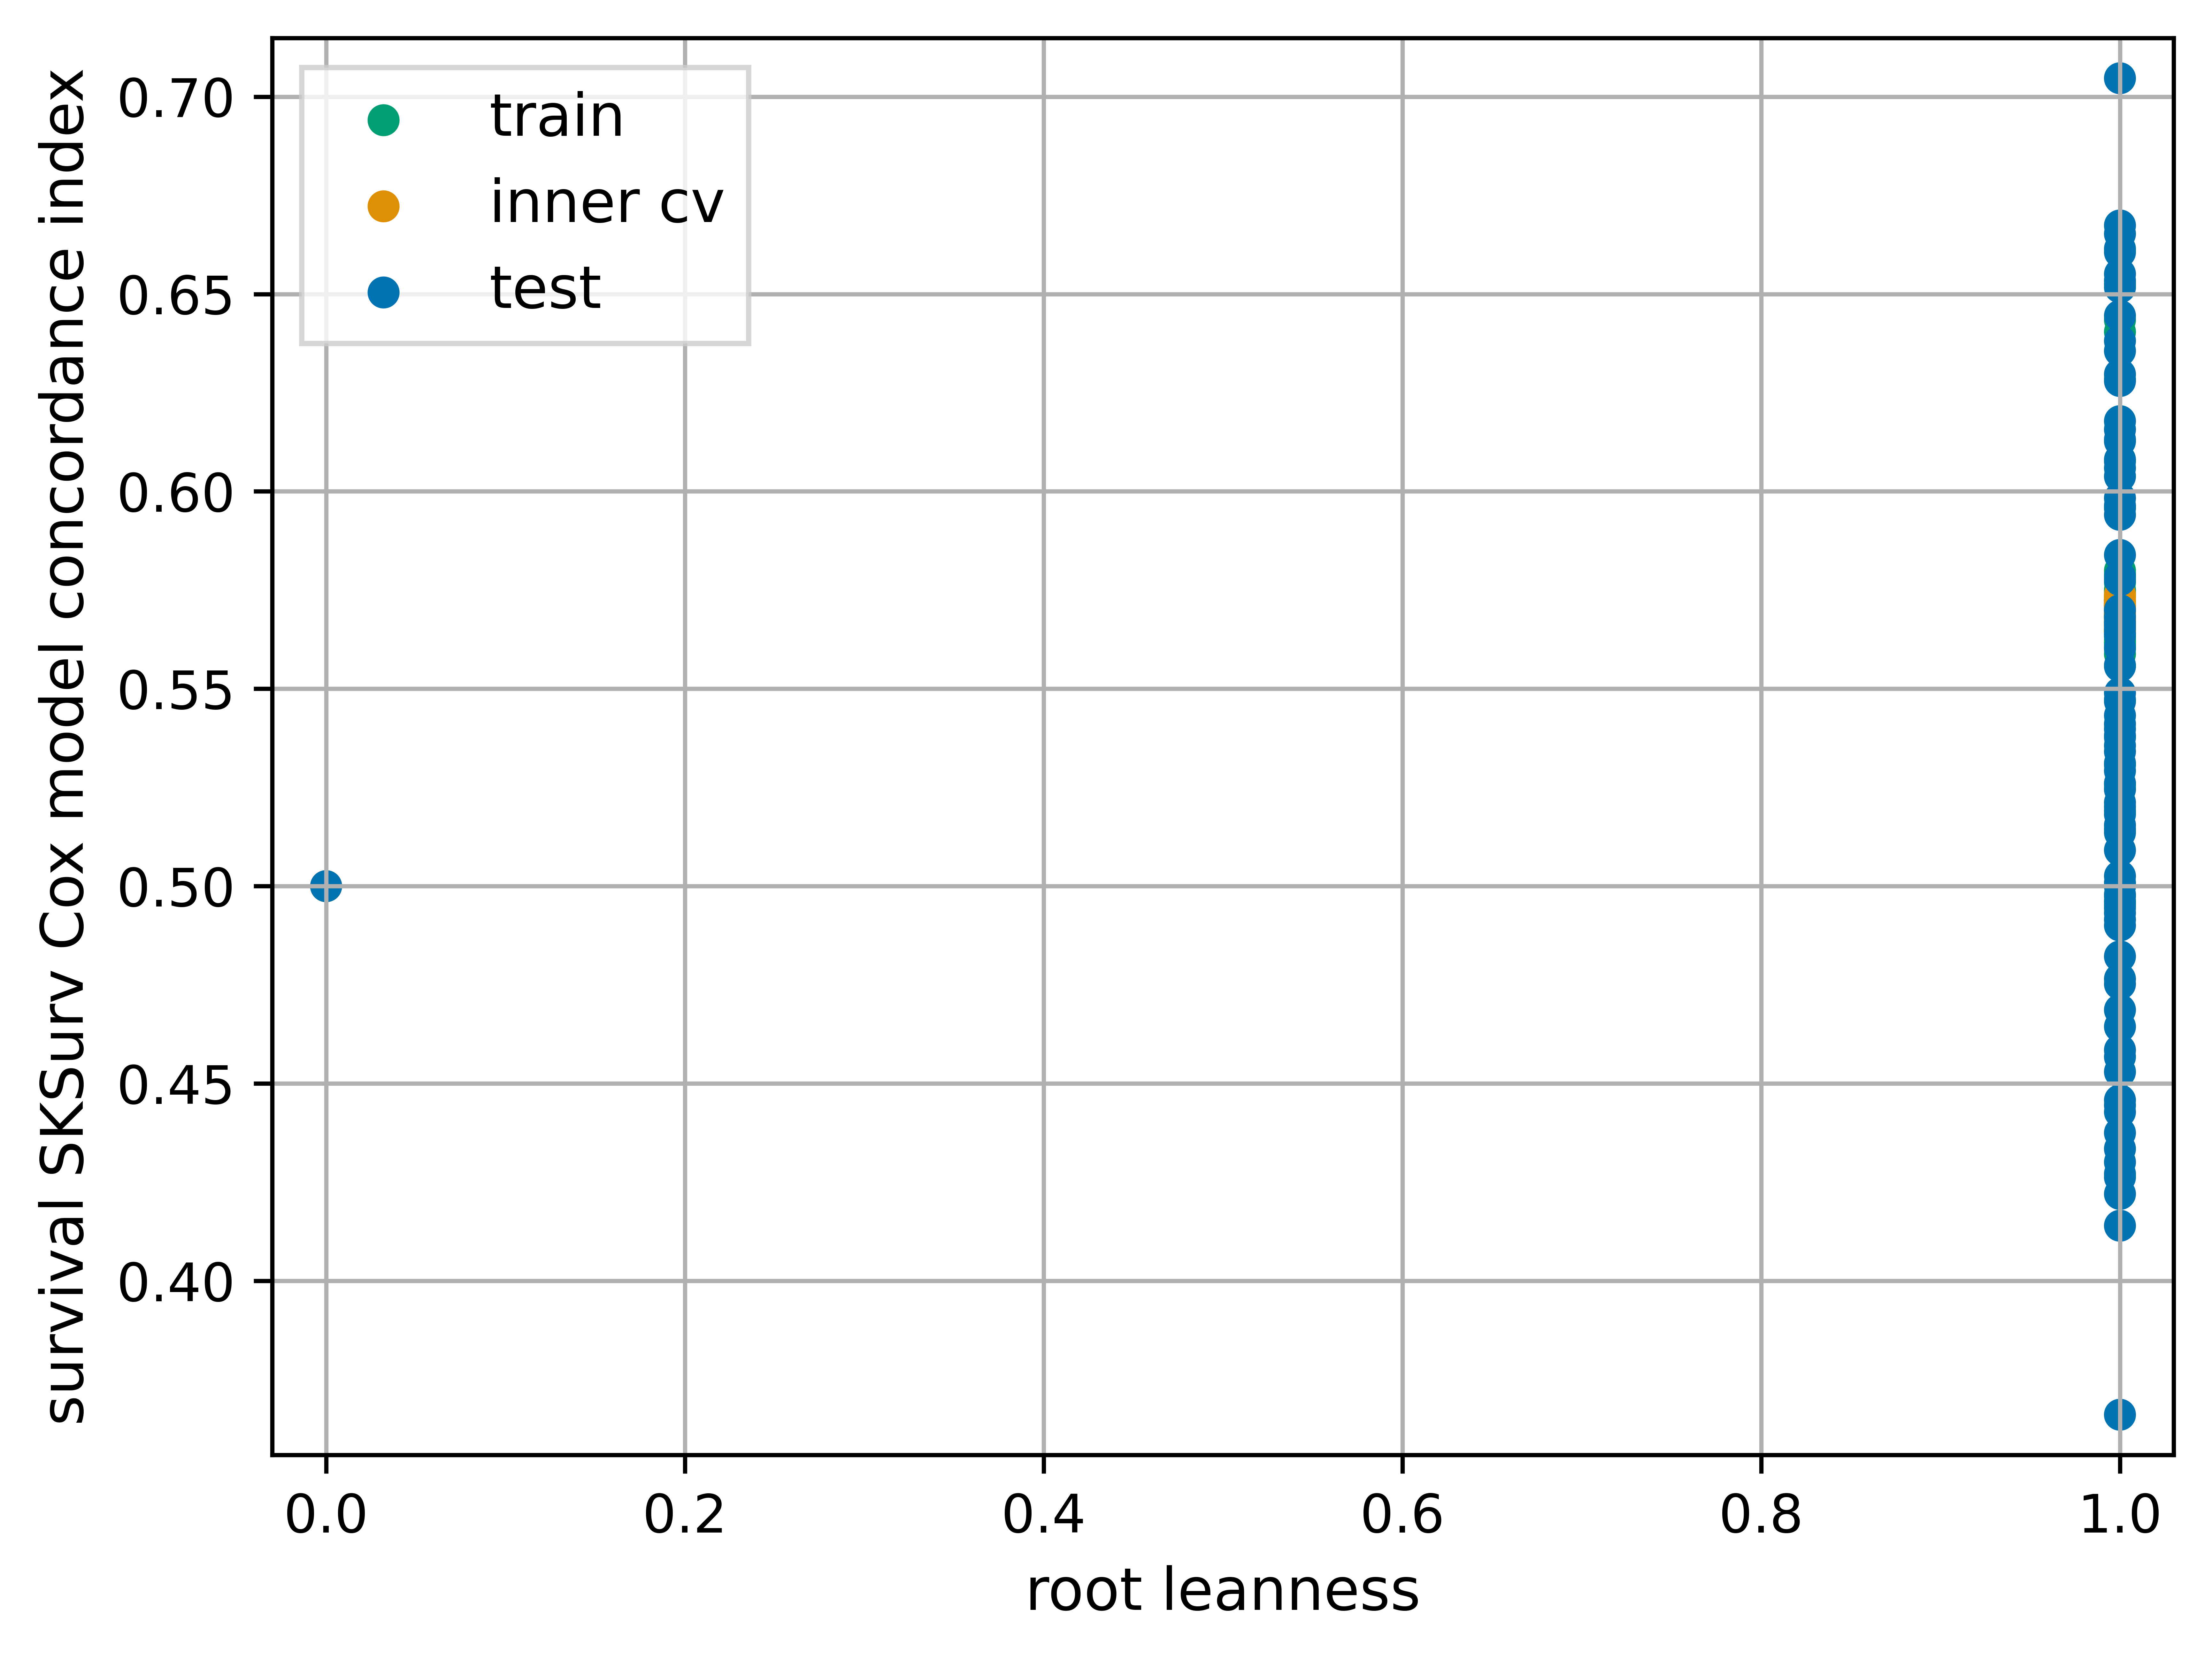 survival SKSurv Cox model concordance index
0.70
0.65
0.60
0.55
0.50
0.45
0.40
train
inner cv
test
0.0 0.2 0.4 0.6 0.8 1.0
root leanness